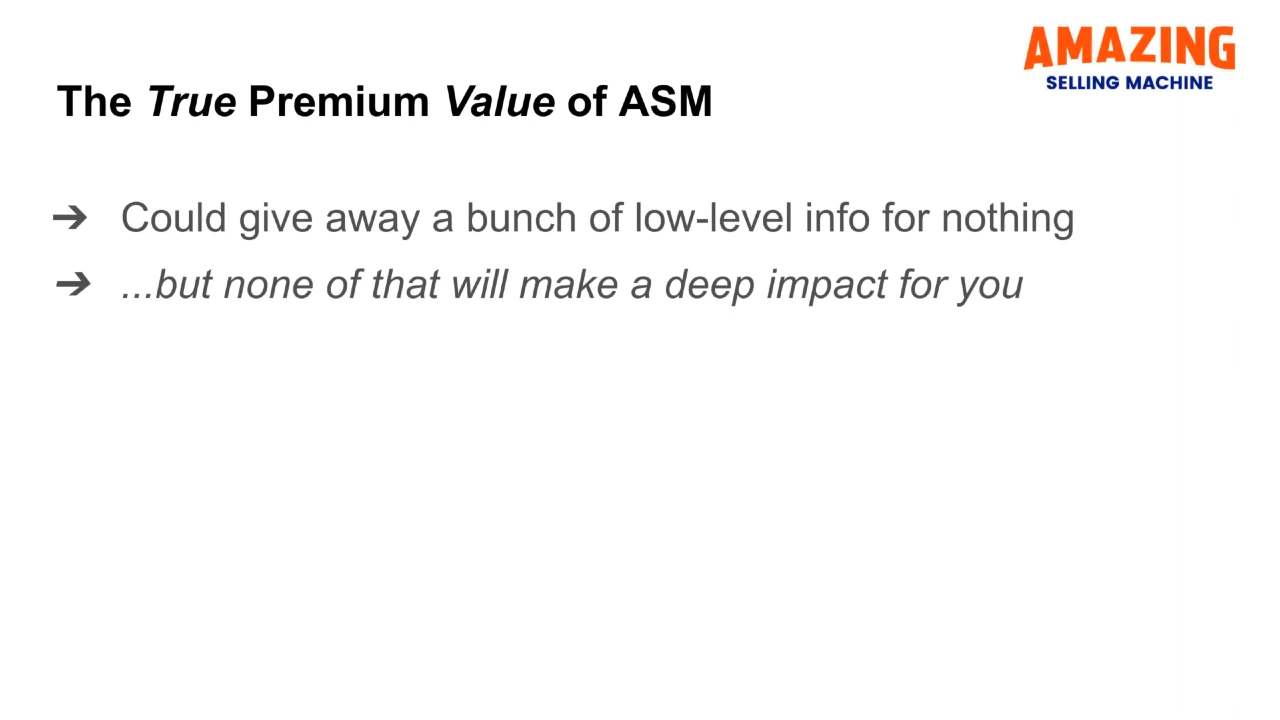 AMAZING
SELLING MACHINE
The True Premium Value of ASM
➔ Could give away a bunch of low-level info for nothing
➔ ...but none of that will make a deep impact for you